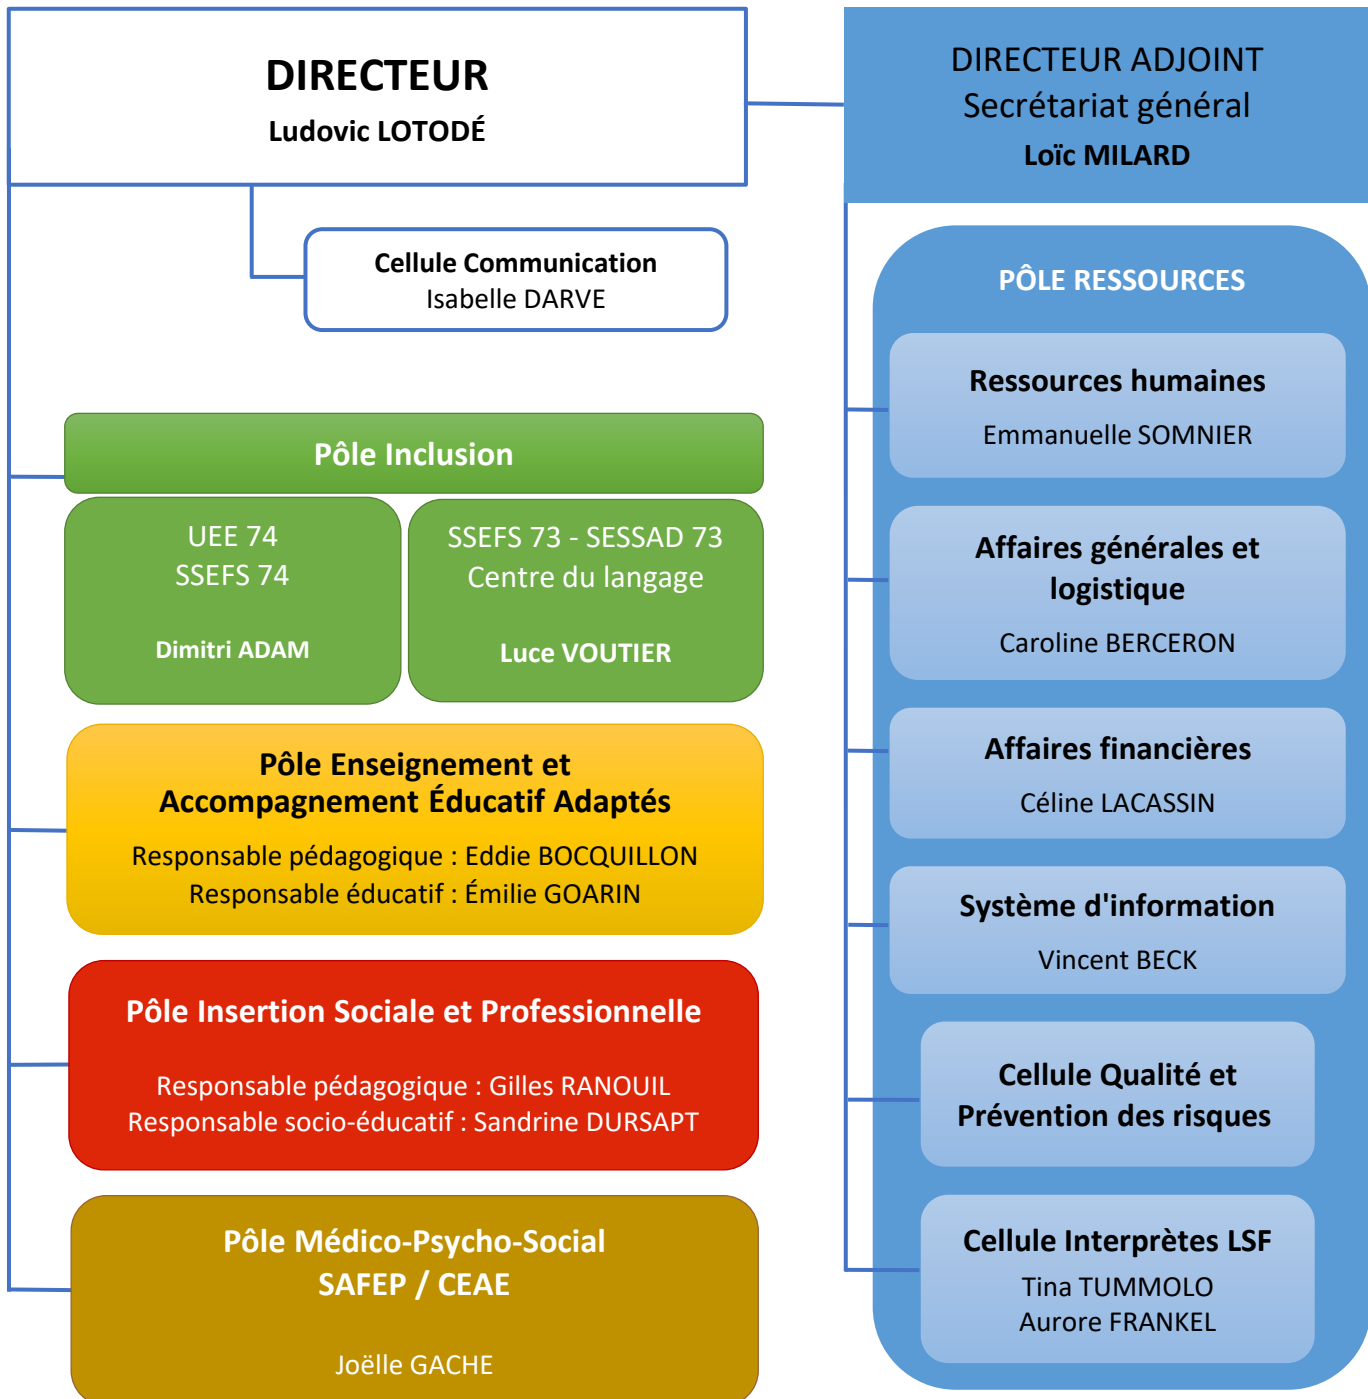 DIRECTEUR
Ludovic LOTODÉ
DIRECTEUR ADJOINT
Secrétariat général
Loïc MILARD
Cellule Communication
Isabelle DARVE
Pôle Inclusion
UEE 74
SSEFS 74
Dimitri ADAM
SSEFS 73 - SESSAD 73
Centre du langage
Luce VOUTIER
Pôle Enseignement et
Accompagnement Éducatif Adaptés
Responsable pédagogique : Eddie BOCQUILLON
Responsable éducatif : Émilie GOARIN
Pôle Insertion Sociale et Professionnelle
Responsable pédagogique : Gilles RANOUIL
Responsable socio-éducatif : Sandrine DURSAPT
Pôle Médico-Psycho-Social
SAFEP / CEAE
Joëlle GACHE
PÔLE RESSOURCES
Ressources humaines
Emmanuelle SOMNIER
Affaires générales et
logistique
Caroline BERCERON
Affaires financières
Céline LACASSIN
Système d'information
Vincent BECK
Cellule Qualité et
Prévention des risques
Cellule Interprètes LSF
Tina TUMMOLO
Aurore FRANKEL